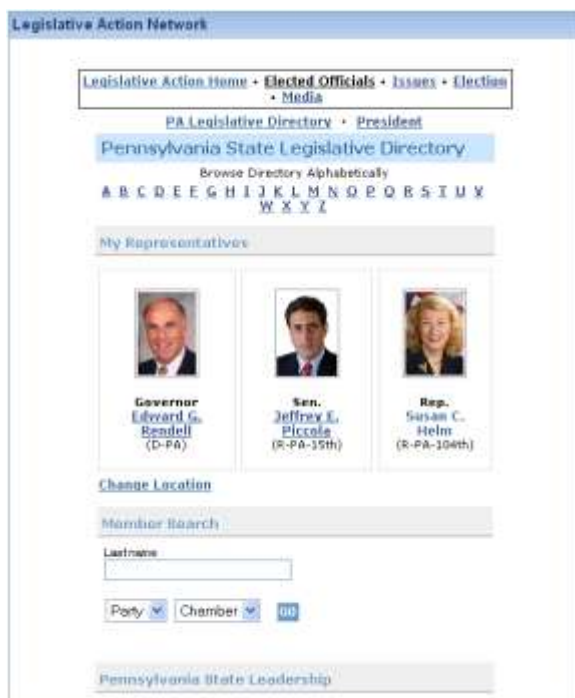 Legislative Action Network
Legislative Action Home • Elected Officials • Issues • Election
• Media
PA Legislative Directory • President
Pennsylvania State Legislative Directory
Browse Directory Alphabetically
A B C D E F G H I J K L M N O P Q R S T U V
W X Y Z
My Representatives
Governor
Edward G.
Rendell
(D-PA)
Sen.
Jeffrey E.
Piccola
(R-PA-15th)
Rep.
Susan C.
Helm
(R-PA-104th)
Change Location
Member Search
Last name
Party
Chamber
GO
Pennsylvania State Leadership